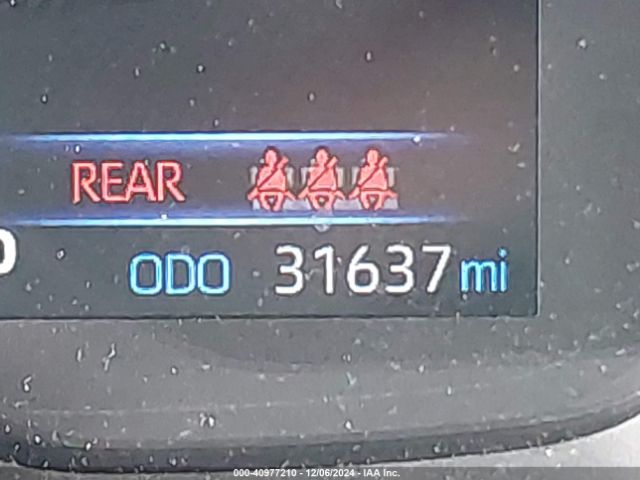 REAR
ODO 31637 mi
000-40977210 - 12/06/2024 - IAA Inc.